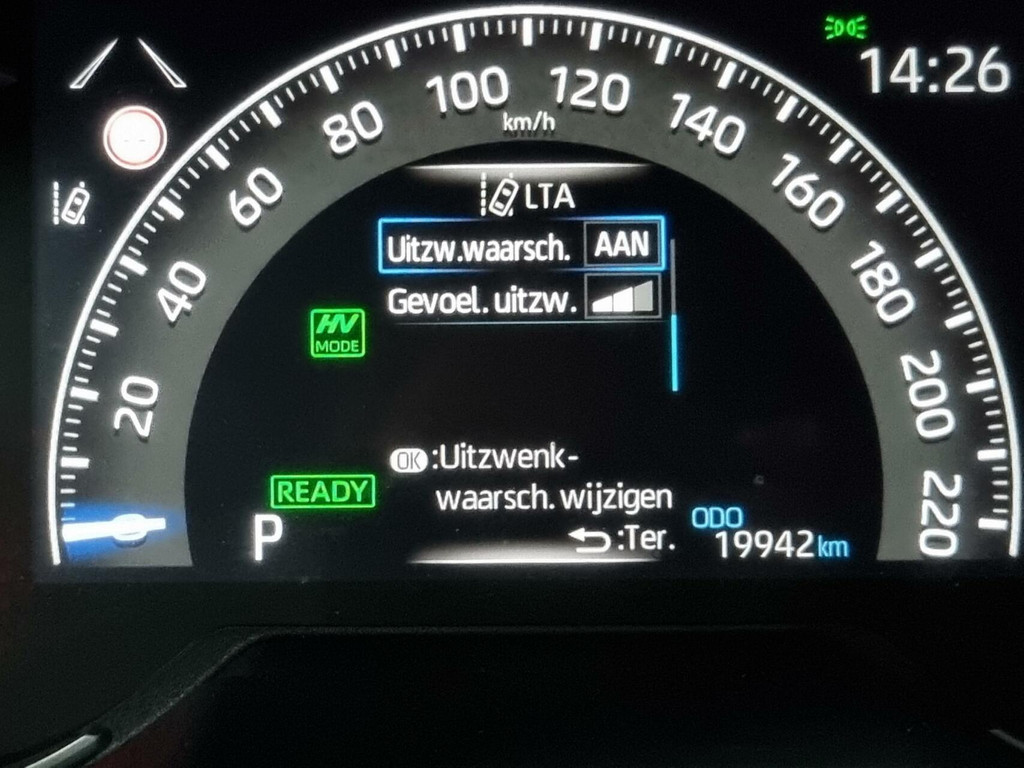 14:26
20
40
60
80
100
120
140
160
180
200
220
km/h
LTA
Uitzw.waarsch. AAN
Gevoel. uitzw.
HV
MODE
OK:Uitzwenk-
waarsch. wijzigen
READY
:Ter.
P
ODO
19942 km